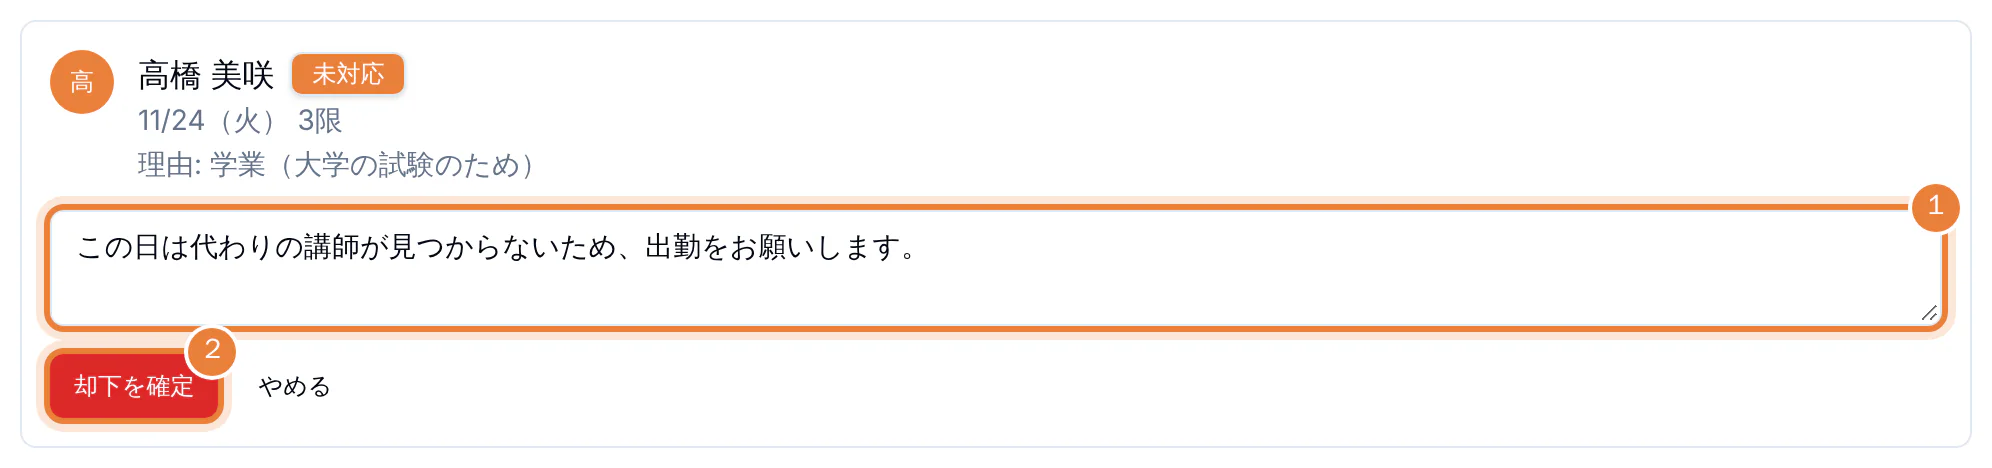 高
高橋 美咲 未対応
11/24（火） 3限
理由: 学業（大学の試験のため）
1
この日は代わりの講師が見つからないため、出勤をお願いします。
2
却下を確定 やめる